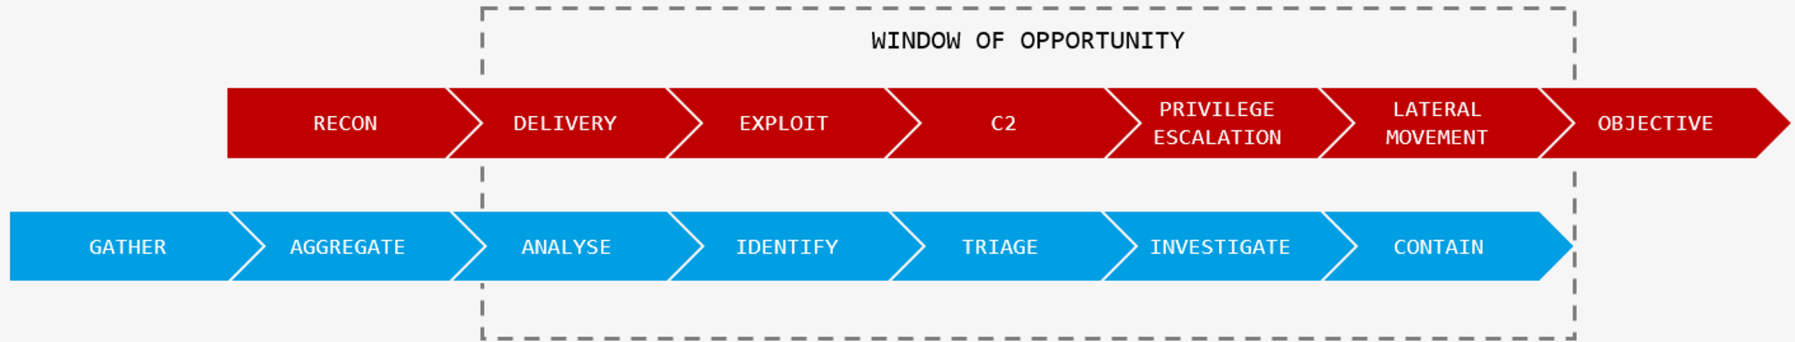 WINDOW OF OPPORTUNITY
RECON
DELIVERY
EXPLOIT
C2
PRIVILEGE
ESCALATION
LATERAL
MOVEMENT
OBJECTIVE
GATHER
AGGREGATE
ANALYSE
IDENTIFY
TRIAGE
INVESTIGATE
CONTAIN